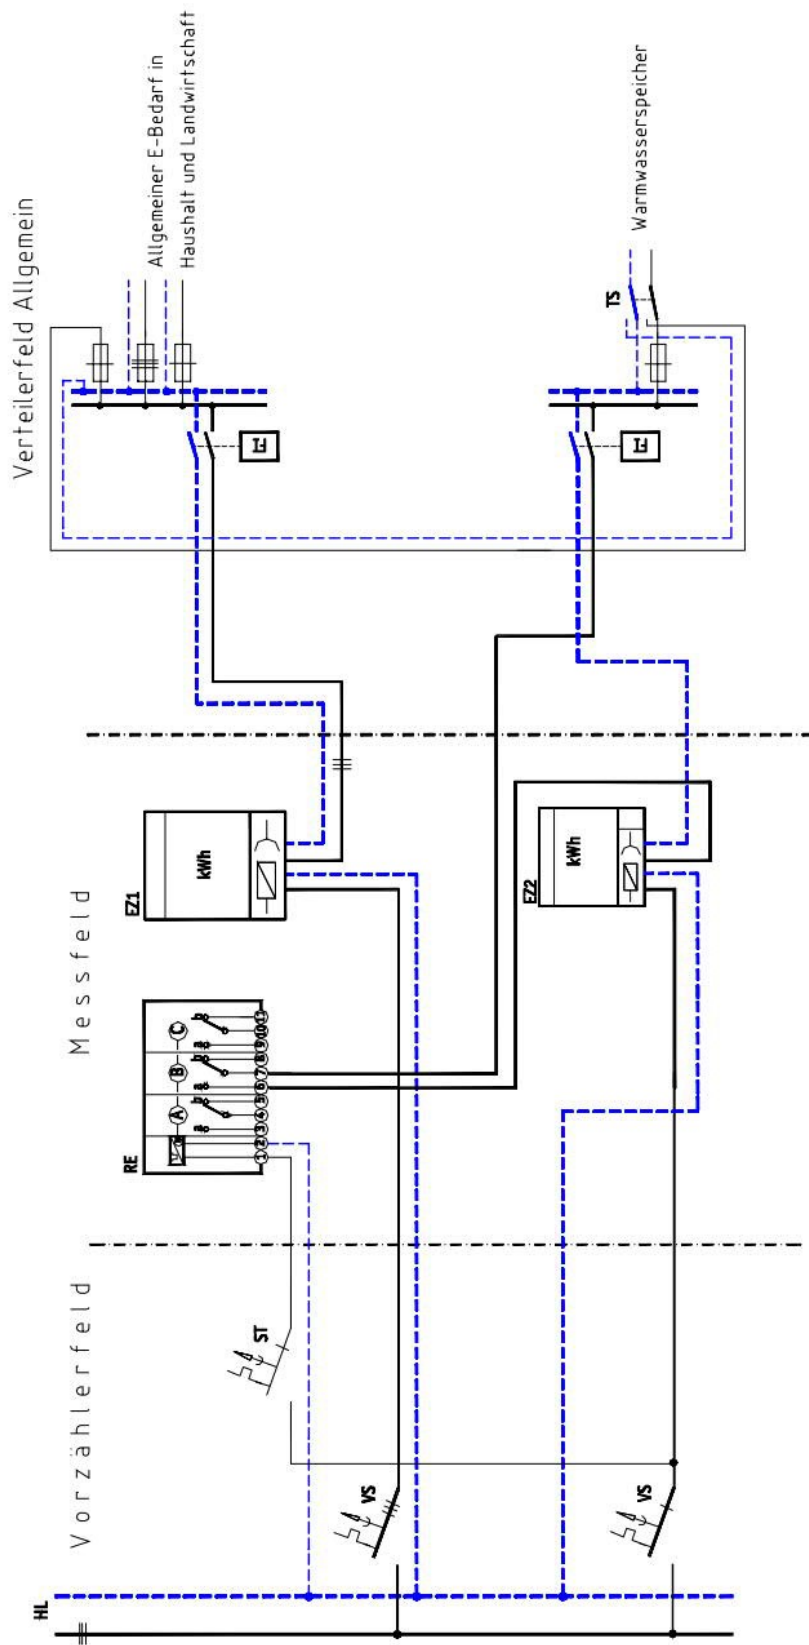 Verteilerfeld Allgemein
Allgemeiner E-Bedarf in
Haushalt und Landwirtschaft
Warmwasserspeicher
TS
FI
FI
Messfeld
EZ1
kWh
EZ2
kWh
RE
A
B
C
a
b
a
b
a
b
1 2 3 4 5 6 7 8 9 10 11
Vorzählerfeld
ST
VS
VS
HL